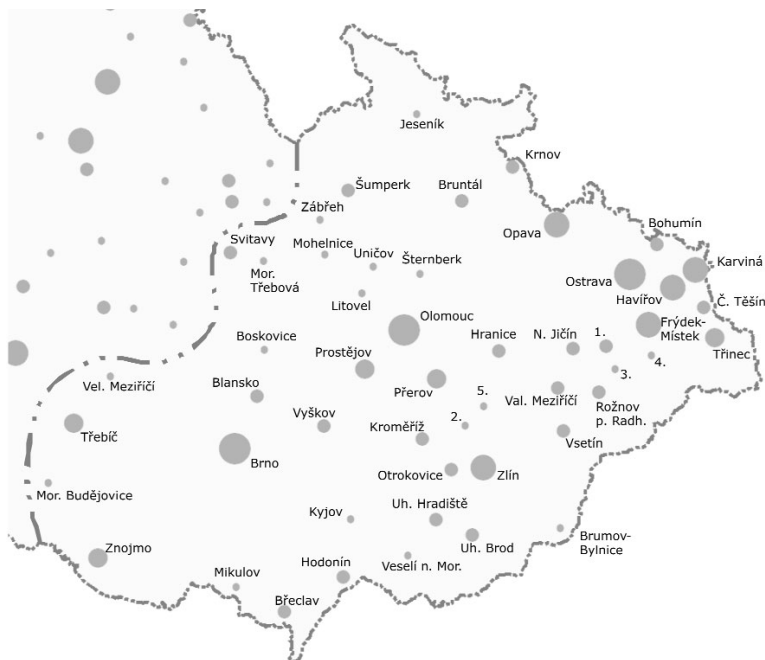 Jeseník
Krnov
Šumperk
Bruntál
Zábřeh
Opava
Bohumín
Svitavy
Mohelnice
Uničov
Šternberk
Karviná
Mor.
Třebová
Ostrava
Havířov
Č. Těšín
Litovel
Olomouc
Frýdek-
Místek
Boskovice
Hranice
N. Jičín
1.
Třinec
Prostějov
3.
4.
Vel. Meziříčí
Blansko
Přerov
5.
Val. Meziříčí
Rožnov
p. Radh.
Vyškov
2.
Třebíč
Kroměříž
Vsetín
Brno
Otrokovice
Zlín
Mor. Budějovice
Uh. Hradiště
Kyjov
Brumov-
Bylnice
Uh. Brod
Znojmo
Hodonín
Veselí n. Mor.
Mikulov
Břeclav